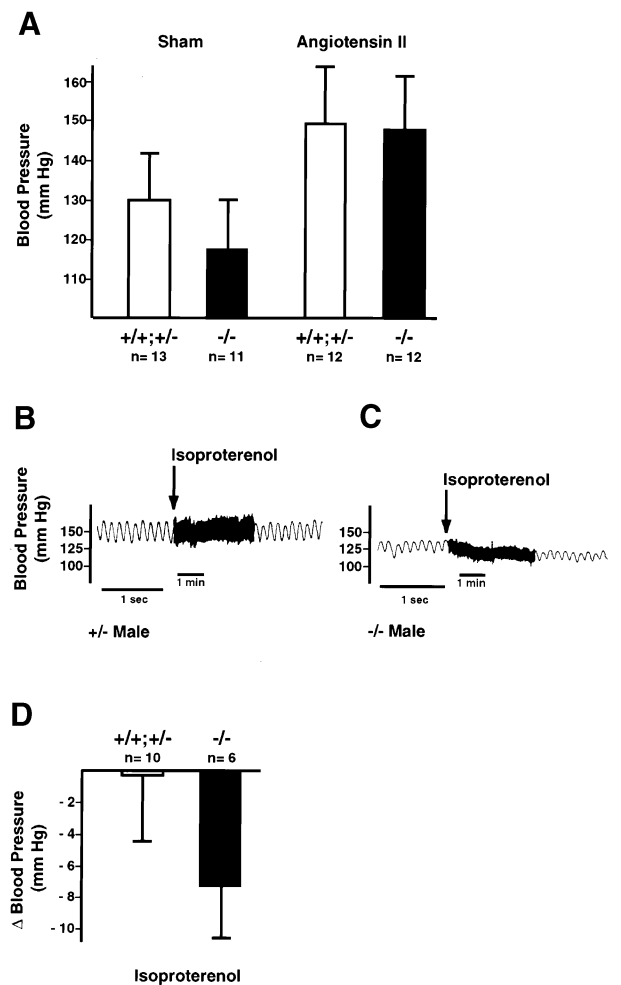 A
Sham Angiotensin II
Blood Pressure
(mm Hg)
160
150
140
130
120
110
+/+;+/- -/- +/+;+/- -/-
n= 13 n= 11 n= 12 n= 12
B
Isoproterenol
Blood Pressure
(mm Hg)
150
125
100
1 min
1 sec
+/- Male
C
Isoproterenol
150
125
100
1 min
1 sec
-/- Male
D
+/+;+/- -/-
n= 10 n= 6
Δ Blood Pressure
(mm Hg)
- 2
- 4
- 6
- 8
- 10
Isoproterenol